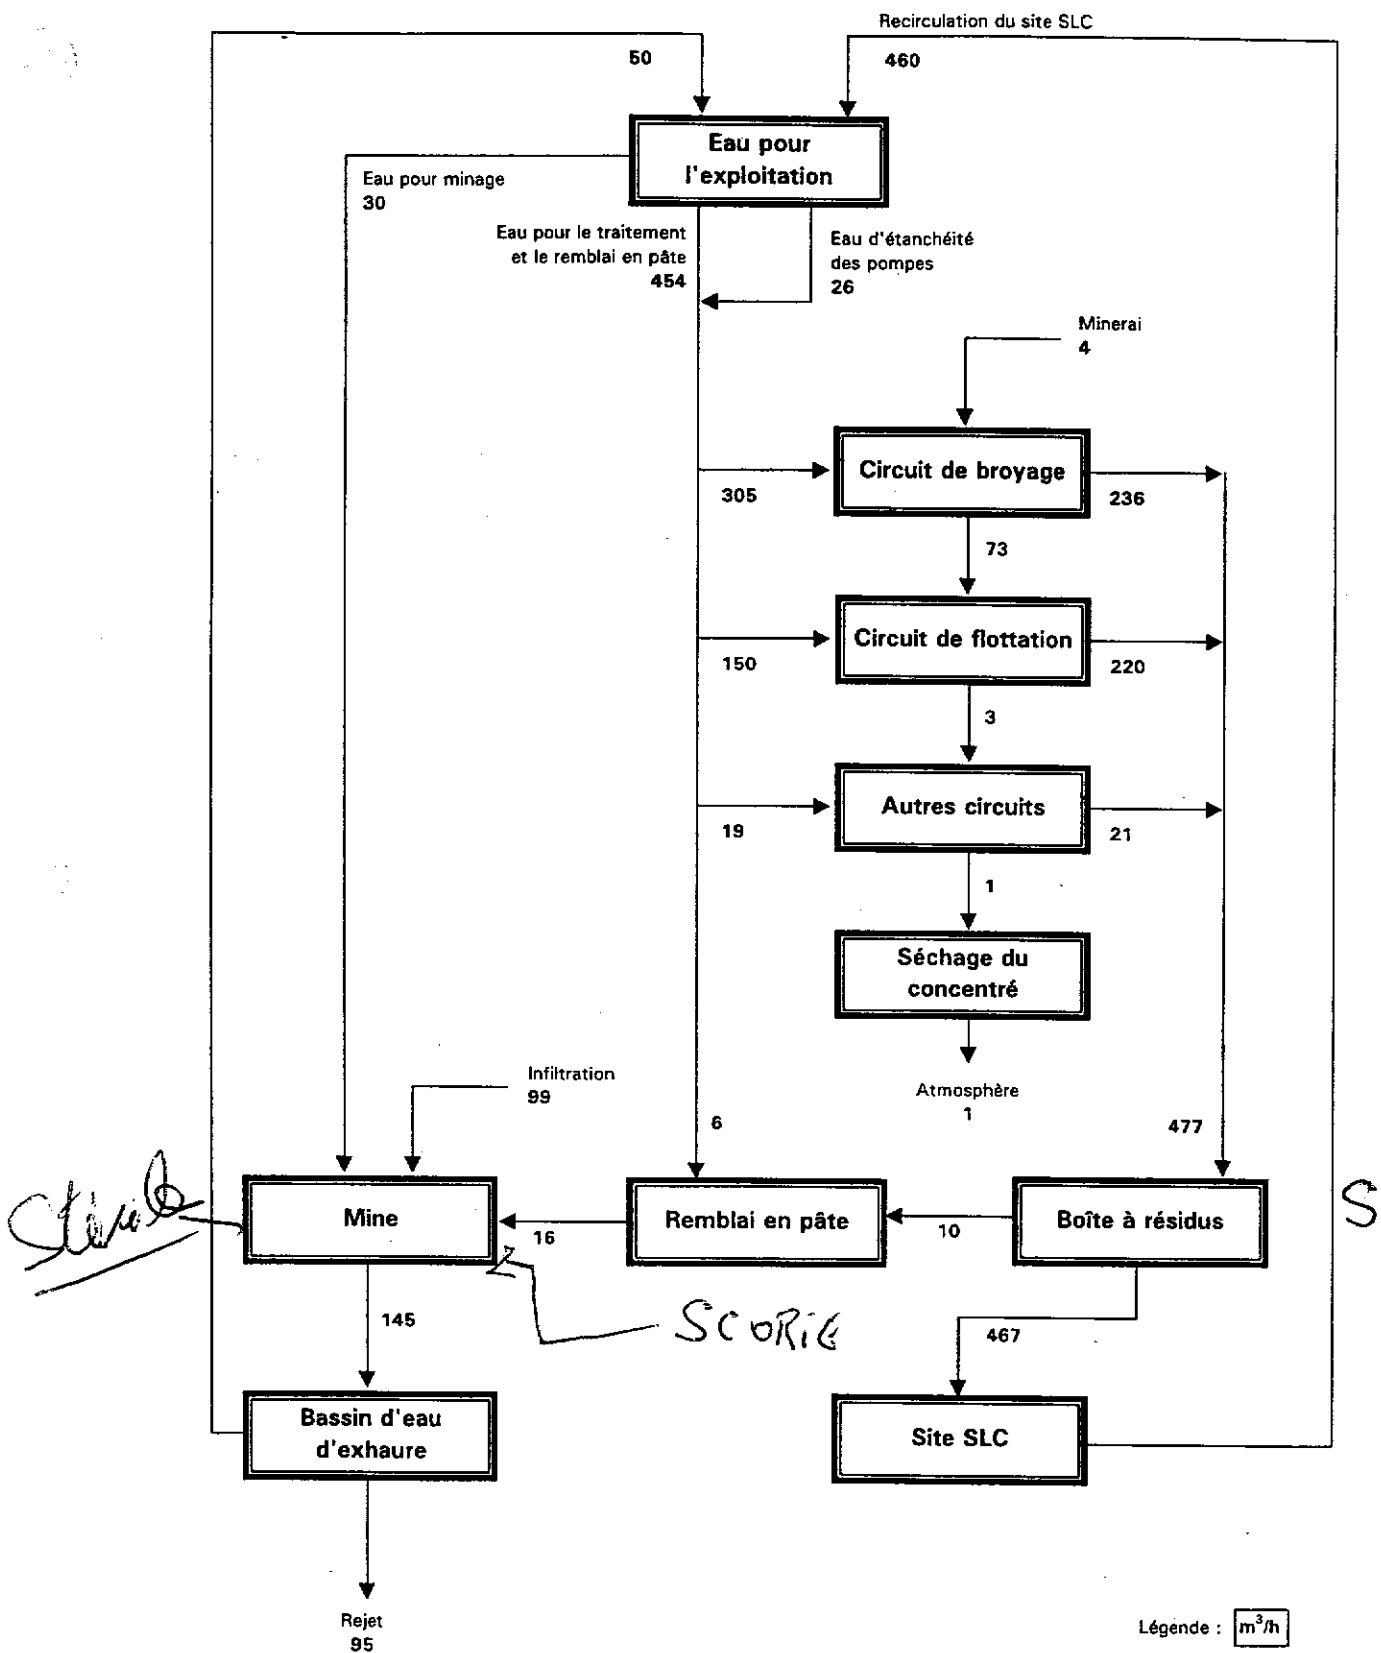 Recirculation du site SLC
50
460
Eau pour
l'exploitation
Eau pour minage
30
Eau pour le traitement
et le remblai en pâte
454
Eau d'étanchéité
des pompes
26
Minerai
4
Circuit de broyage
305
236
73
Circuit de flottation
150
220
3
Autres circuits
19
21
1
Séchage du
concentré
Infiltration
99
Atmosphère
1
6
477
Mine
Remblai en pâte
Boîte à résidus
16
10
S
145
SCORIE
467
Bassin d'eau
d'exhaure
Site SLC
Rejet
95
Légende : m³/h